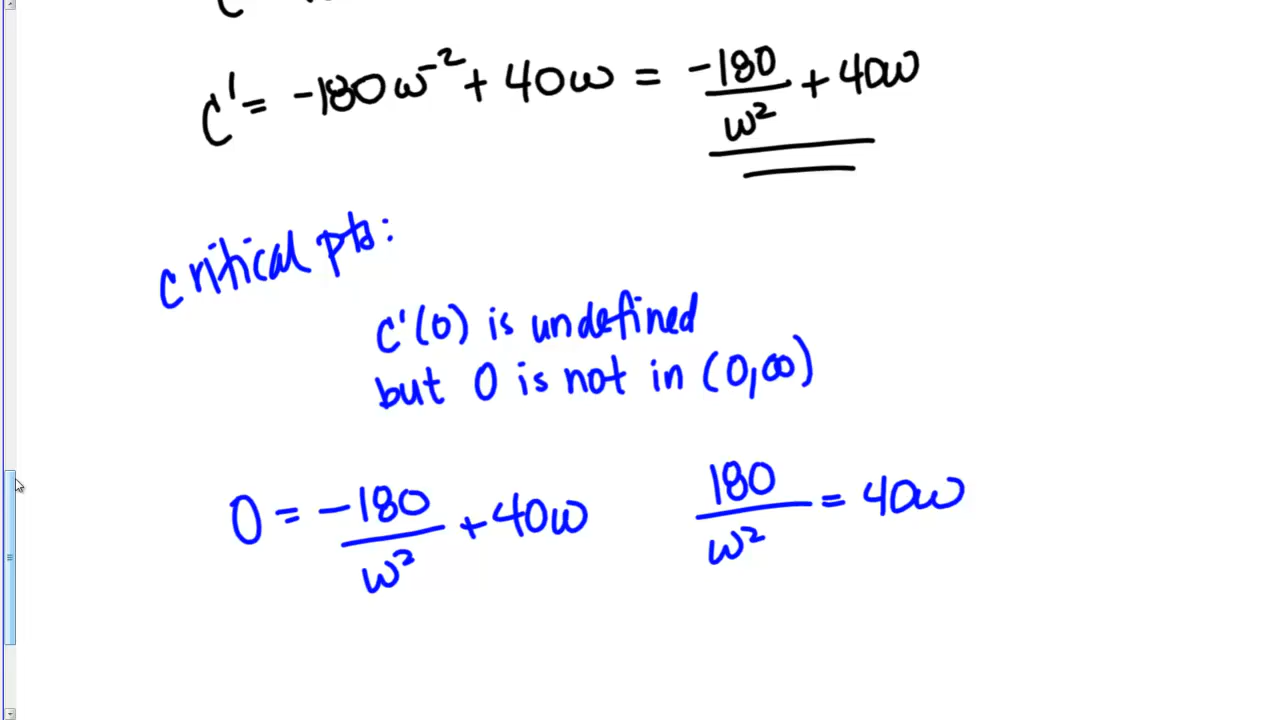 C' = -180w^-2 + 40w = -180/w² + 40w
critical pts:
C'(0) is undefined
but 0 is not in (0,∞)
0 = -180/w² + 40w    180/w² = 40w